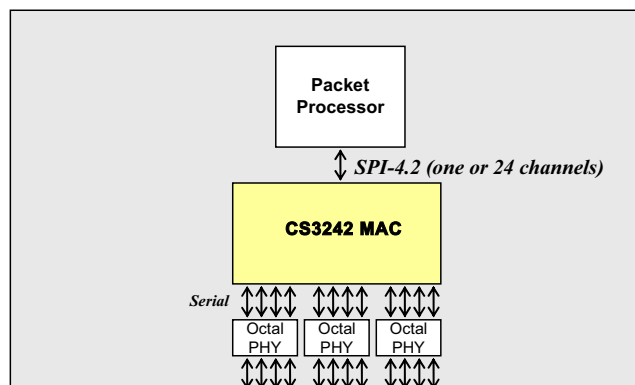 Packet
Processor
SPI-4.2 (one or 24 channels)
CS3242 MAC
Serial
Octal
PHY
Octal
PHY
Octal
PHY